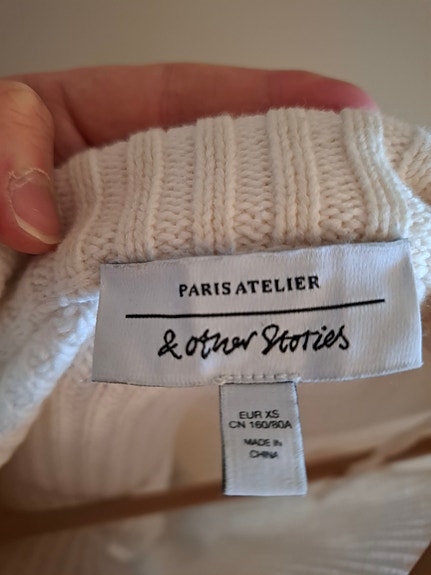 PARIS ATELIER
& other Stories
EUR XS
CN 160/80A
MADE IN
CHINA